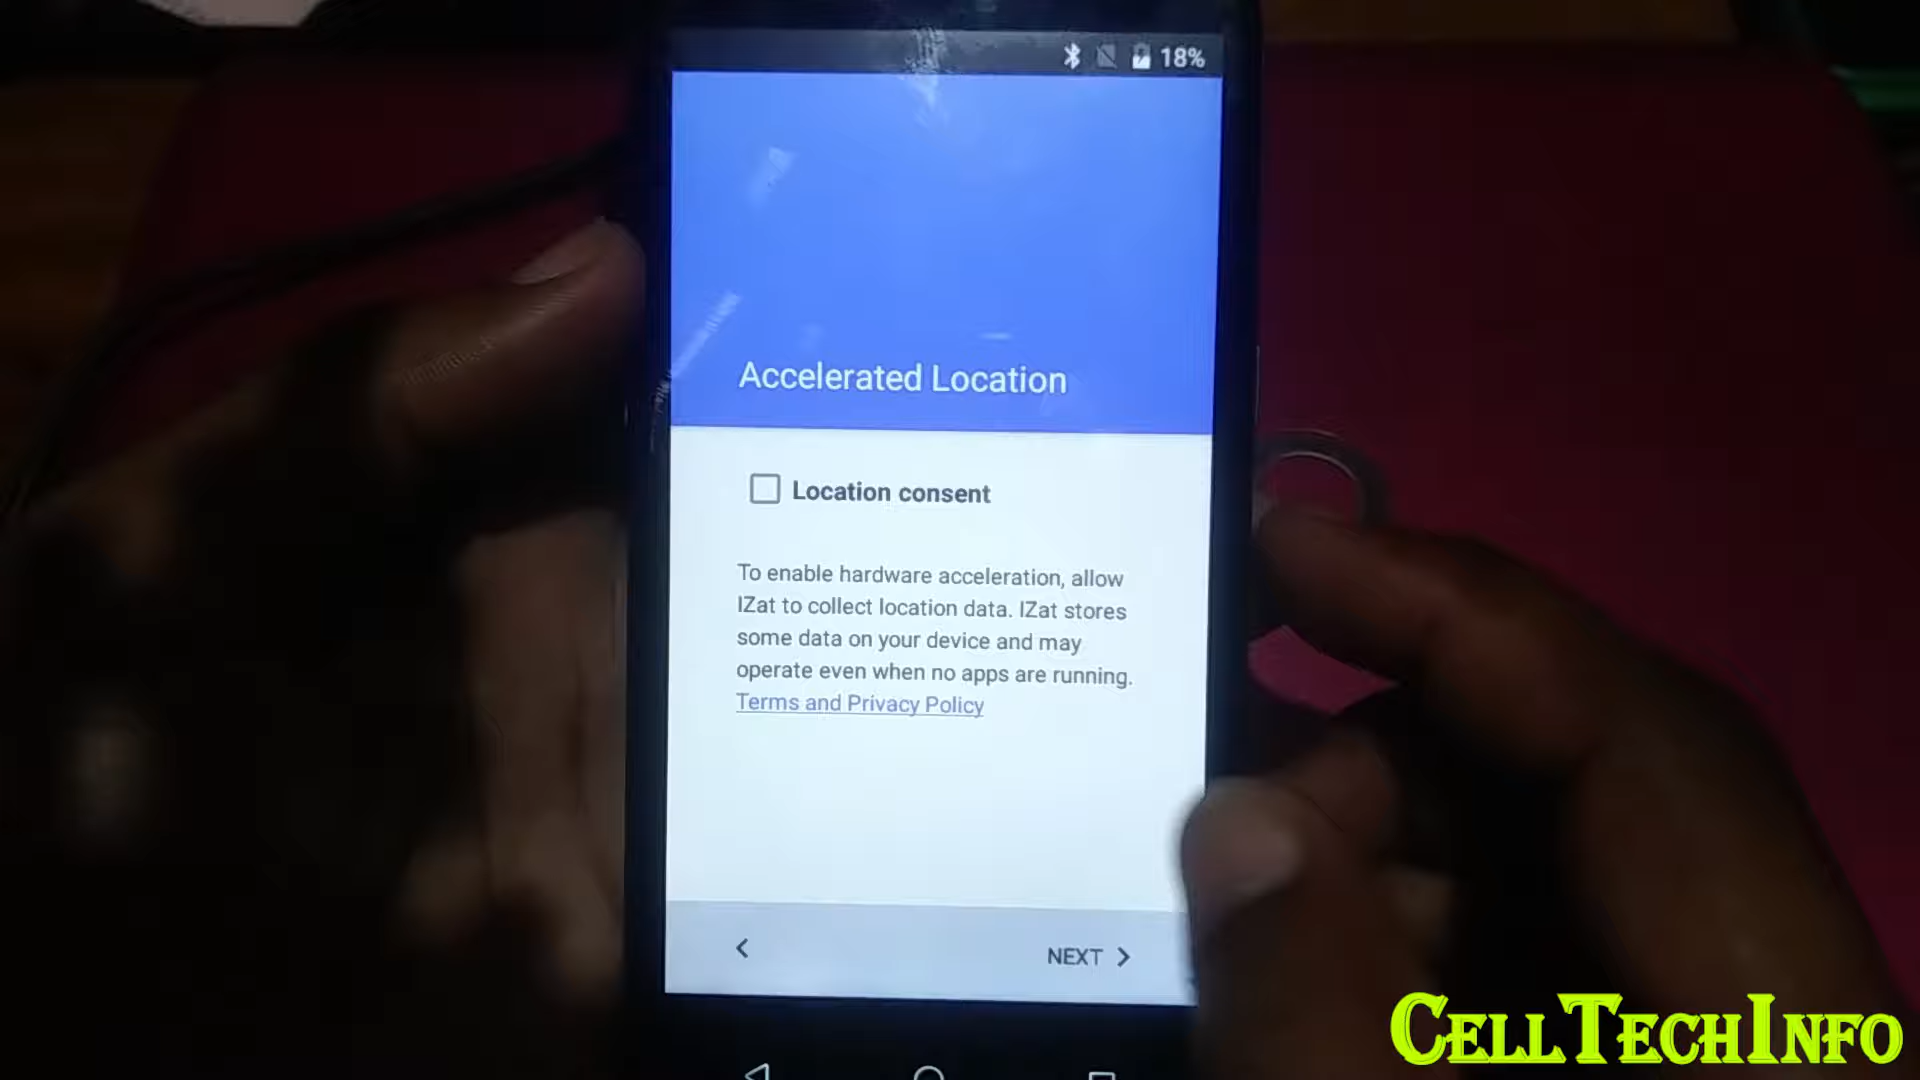 18%
Accelerated Location
Location consent
To enable hardware acceleration, allow
IZat to collect location data. IZat stores
some data on your device and may
operate even when no apps are running.
Terms and Privacy Policy
NEXT
CellTechInfo